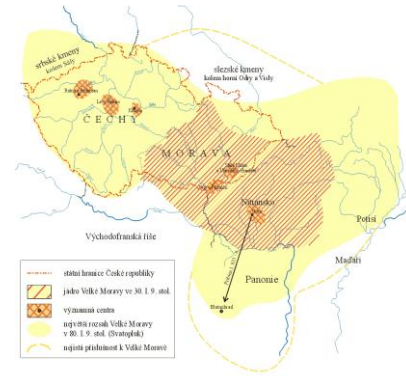 srbské kmeny
kolem Sály
slezské kmeny
kolem horní Odry a Visly
ČECHY
MORAVA
Nitransko
Potisí
Východofranská říše
Maďaři
Panonie
státní hranice České republiky
jádro Velké Moravy ve 30. l. 9. stol.
významná centra
největší rozsah Velké Moravy
v 80. l. 9. stol. (Svatopluk)
nejistá příslušnost k Velké Moravě